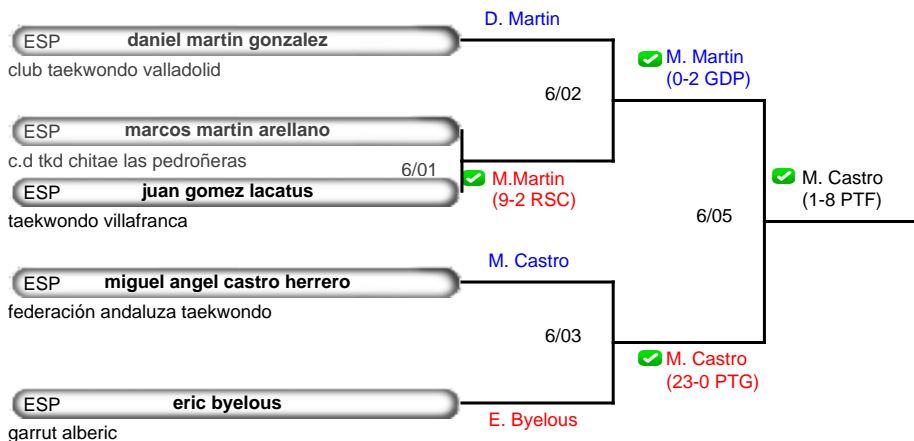 D. Martin
ESP daniel martin gonzalez
club taekwondo valladolid
M. Martin
(0-2 GDP)
6/02
ESP marcos martin arellano
c.d tkd chitae las pedroñeras
6/01
M.Martin
(9-2 RSC)
ESP juan gomez lacatus
taekwondo villafranca
M. Castro
(1-8 PTF)
6/05
M. Castro
ESP miguel angel castro herrero
federación andaluza taekwondo
6/03
M. Castro
(23-0 PTG)
ESP eric byelous
E. Byelous
garrut alberic